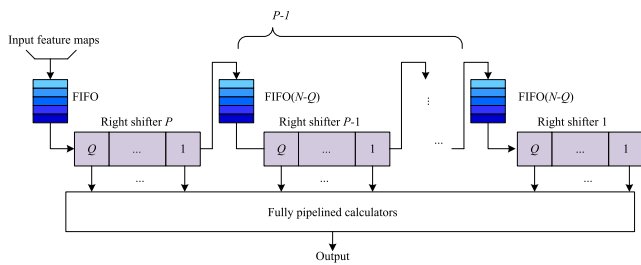 P-1
Input feature maps
FIFO
FIFO(N-Q)
...
FIFO(N-Q)
Right shifter P
Right shifter P-1
...
Right shifter 1
Q ... 1
Q ... 1
Q ... 1
...
...
...
Fully pipelined calculators
Output